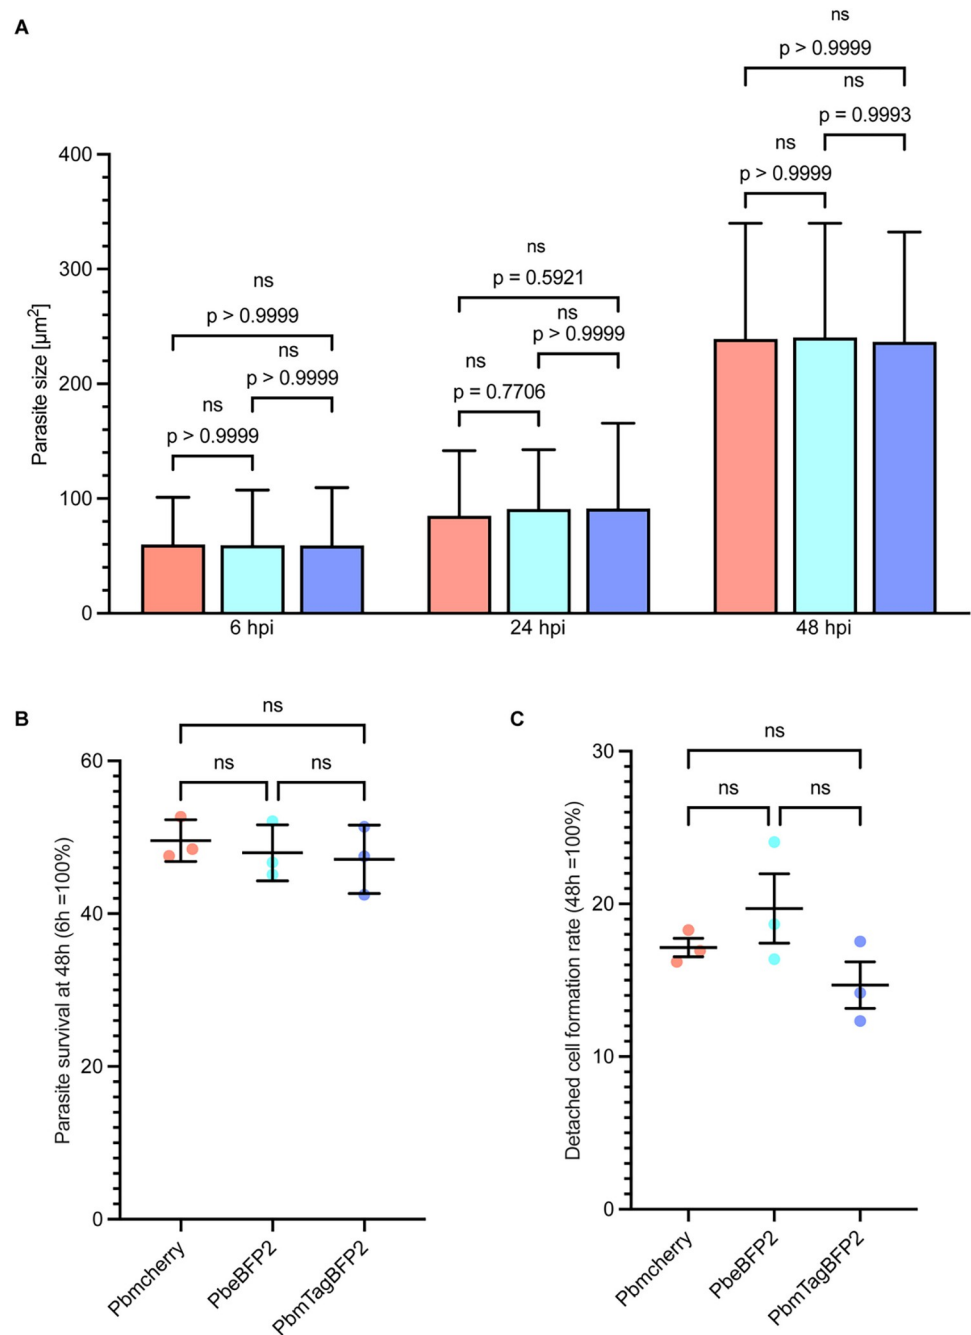 A
ns
p > 0.9999
ns
p = 0.9993
ns
p > 0.9999
400
ns
p = 0.5921
ns
p > 0.9999
ns
p = 0.7706
ns
p > 0.9999
ns
p > 0.9999
ns
p > 0.9999
300
200
100
0
Parasite size [µm²]
6 hpi
24 hpi
48 hpi
B
ns
ns
ns
60
40
20
0
Parasite survival at 48h (6h =100%)
Pbmcherry
PbeBFP2
PbmTagBFP2
C
ns
ns
ns
30
20
10
0
Detached cell formation rate (48h =100%)
Pbmcherry
PbeBFP2
PbmTagBFP2